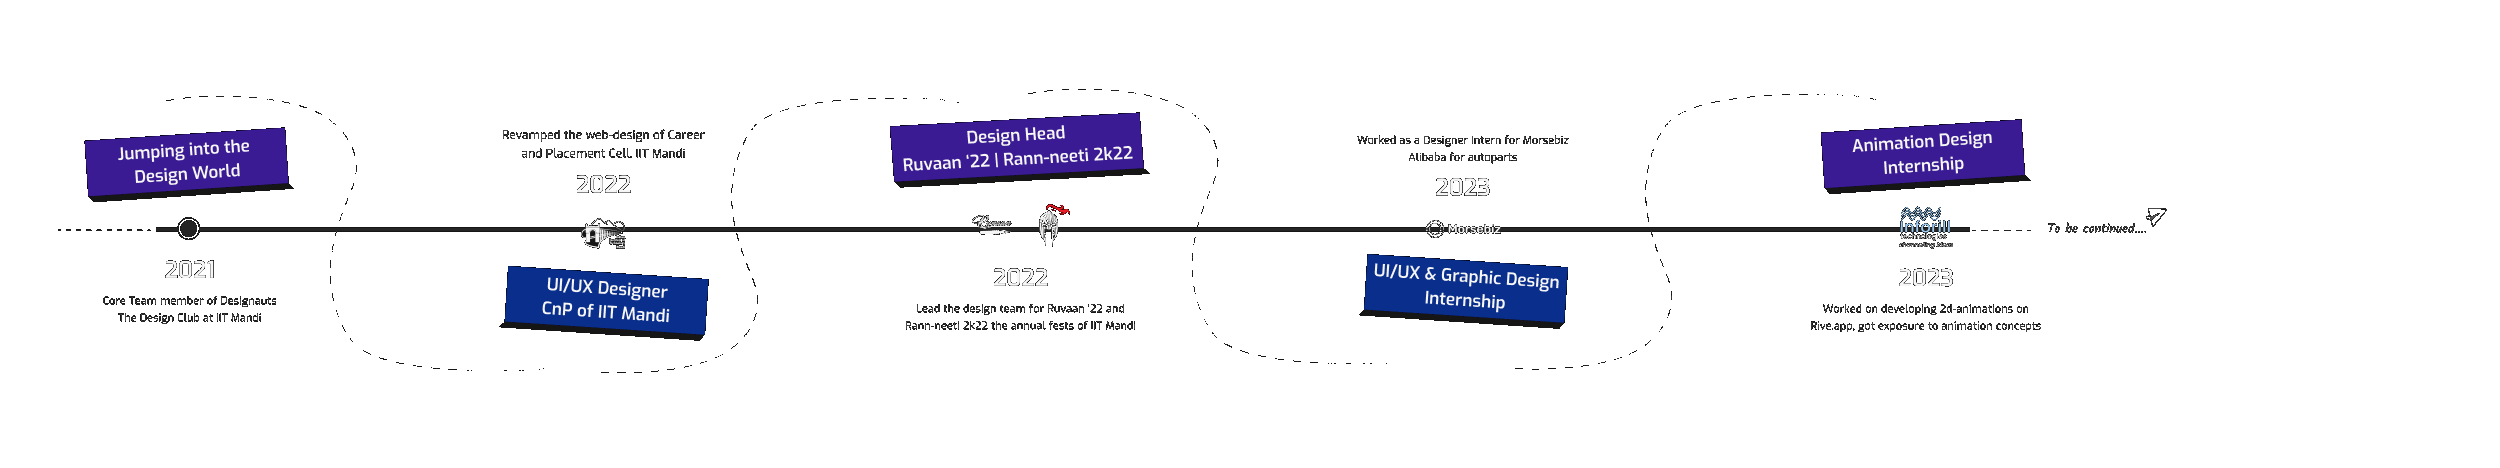 Jumping into the
Design World
2021
Core Team member of Designauts
The Design Club at IIT Mandi
Revamped the web-design of Career
and Placement Cell, IIT Mandi
2022
UI/UX Designer
CnP of IIT Mandi
Design Head
Ruvaan '22 | Rann-neeti 2k22
2022
Lead the design team for Ruvaan '22 and
Rann-neeti 2k22 the annual fests of IIT Mandi
Worked as a Designer Intern for Morsebiz
Alibaba for autoparts
2023
Morsebiz
UI/UX & Graphic Design
Internship
Animation Design
Internship
Inforill
technologies
2023
Worked on developing 2d-animations on
Rive.app, got exposure to animation concepts
To be continued....